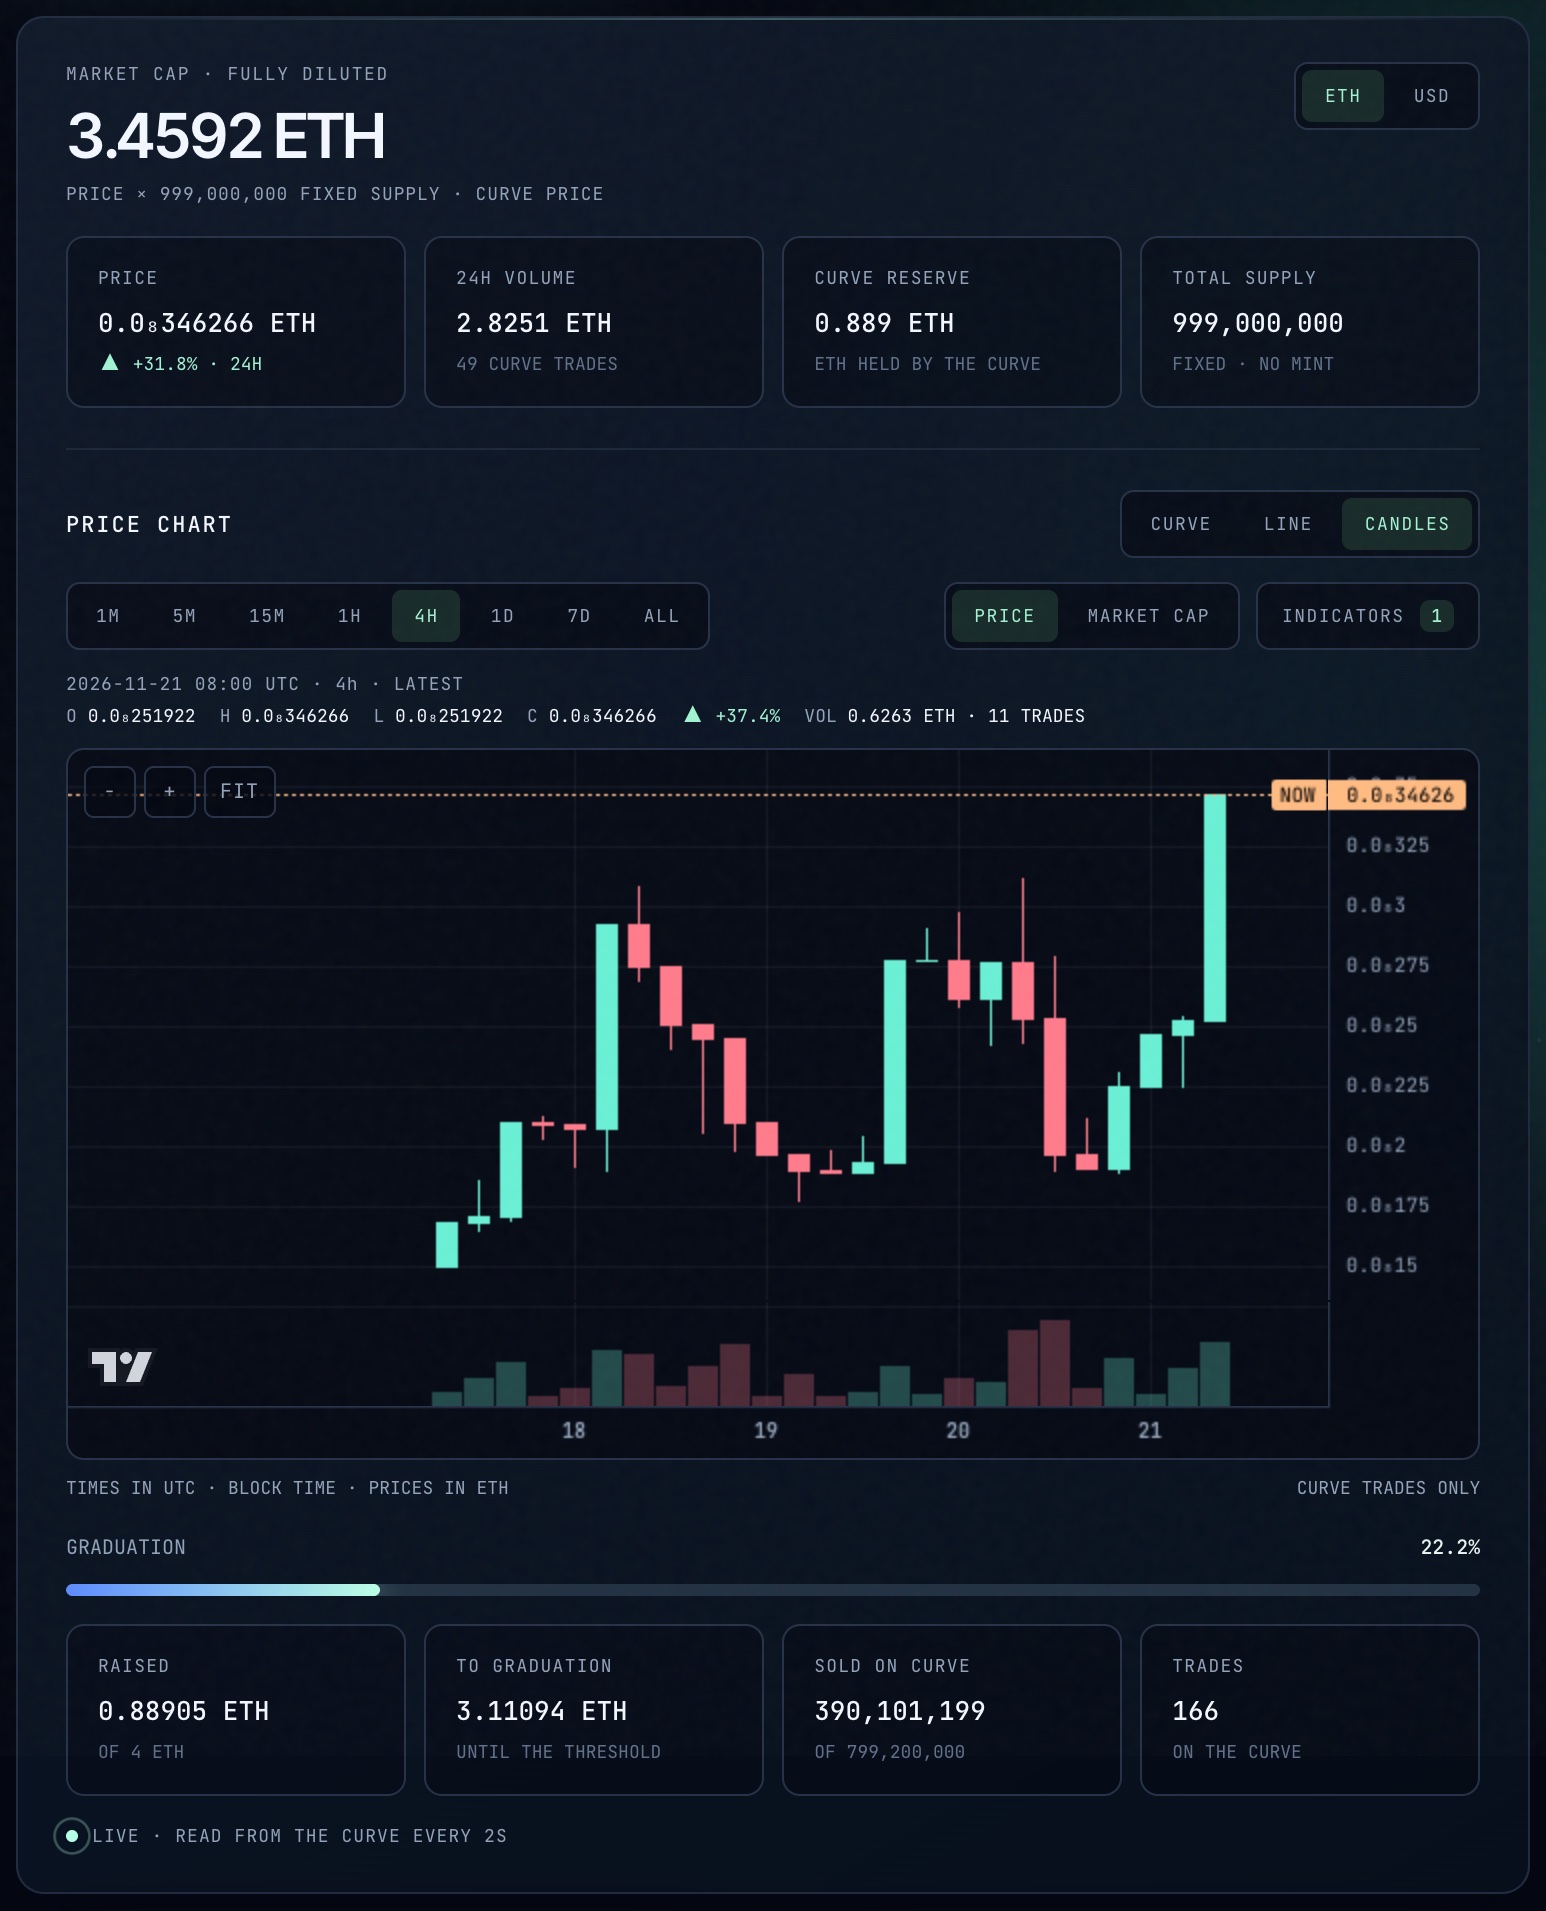 MARKET CAP · FULLY DILUTED
ETH USD
3.4592 ETH
PRICE × 999,000,000 FIXED SUPPLY · CURVE PRICE
PRICE 24H VOLUME CURVE RESERVE TOTAL SUPPLY
0.0₈346266 ETH 2.8251 ETH 0.889 ETH 999,000,000
▲ +31.8% · 24H 49 CURVE TRADES ETH HELD BY THE CURVE FIXED · NO MINT
PRICE CHART CURVE LINE CANDLES
1M 5M 15M 1H 4H 1D 7D ALL PRICE MARKET CAP INDICATORS 1
2026-11-21 08:00 UTC · 4h · LATEST
O 0.0₈251922 H 0.0₈346266 L 0.0₈251922 C 0.0₈346266 ▲ +37.4% VOL 0.6263 ETH · 11 TRADES
- + FIT NOW 0.0₈34626
0.0₈325
0.0₈3
0.0₈275
0.0₈25
0.0₈225
0.0₈2
0.0₈175
0.0₈15
18 19 20 21
TIMES IN UTC · BLOCK TIME · PRICES IN ETH CURVE TRADES ONLY
GRADUATION 22.2%
RAISED TO GRADUATION SOLD ON CURVE TRADES
0.88905 ETH 3.11094 ETH 390,101,199 166
OF 4 ETH UNTIL THE THRESHOLD OF 799,200,000 ON THE CURVE
LIVE · READ FROM THE CURVE EVERY 2S